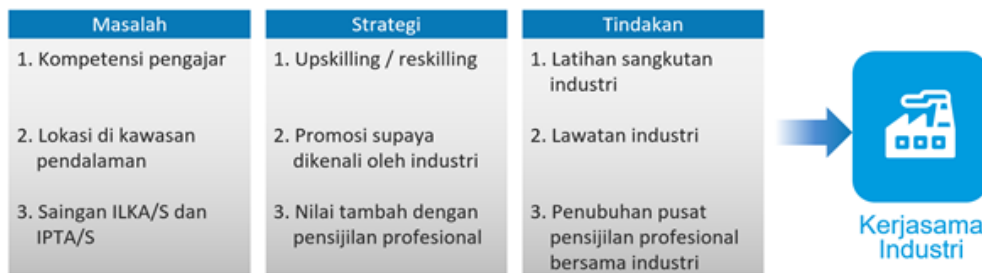 Masalah
1. Kompetensi pengajar
2. Lokasi di kawasan
pendalaman
3. Saingan ILKA/S dan
IPTA/S
Strategi
1. Upskilling / reskilling
2. Promosi supaya
dikenali oleh industri
3. Nilai tambah dengan
pensijilan profesional
Tindakan
1. Latihan sangkutan
industri
2. Lawatan industri
3. Penubuhan pusat
pensijilan profesional
bersama industri
Kerjasama
Industri